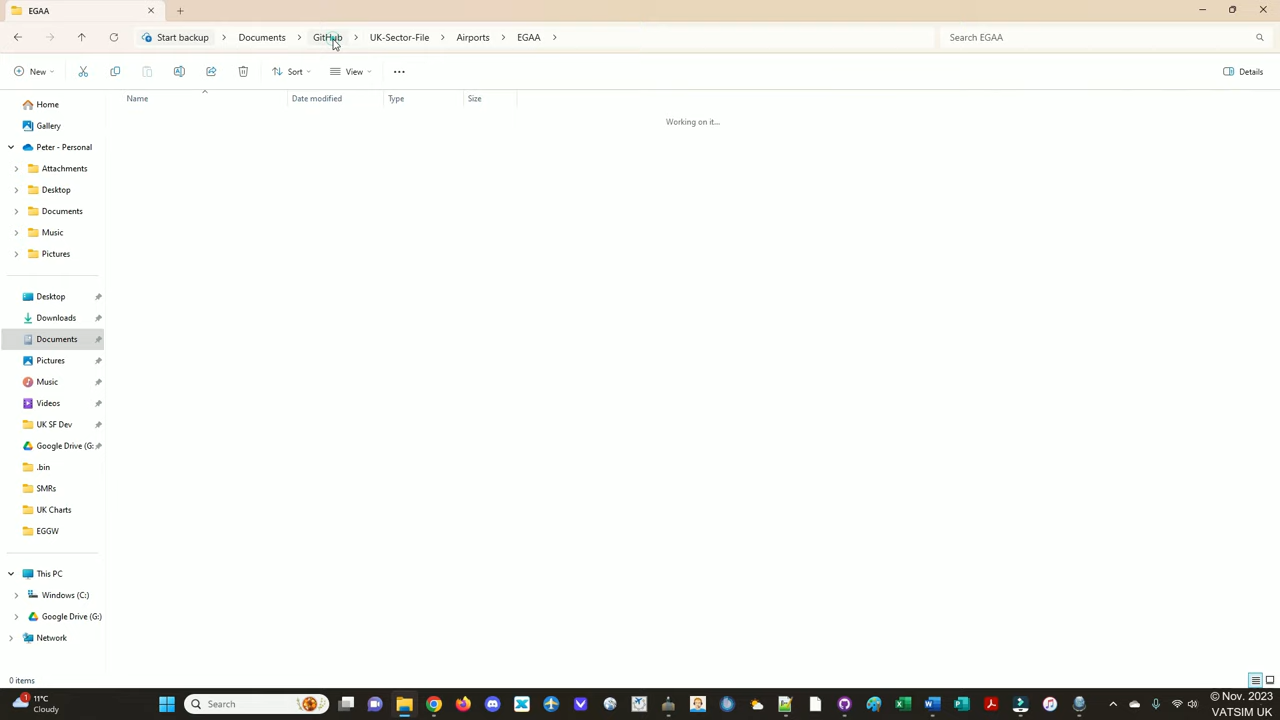 EGAA
Start backup
Documents
GitHub
UK-Sector-File
Airports
EGAA
Search EGAA
New
Sort
View
Details
Name
Date modified
Type
Size
Working on it...
Home
Gallery
Peter - Personal
Attachments
Desktop
Documents
Music
Pictures
Desktop
Downloads
Documents
Pictures
Music
Videos
UK SF Dev
Google Drive (G:
.bin
SMRs
UK Charts
EGGW
This PC
Windows (C:)
Google Drive (G:)
Network
0 items
1
11°C
Cloudy
Search
© Nov. 2023
VATSIM UK